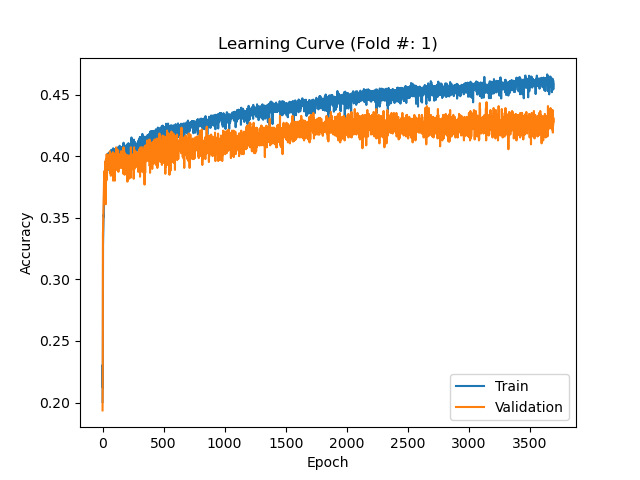 Learning Curve (Fold #: 1)
0.45
0.40
0.35
0.30
0.25
0.20
Accuracy
0 500 1000 1500 2000 2500 3000 3500
Epoch
Train
Validation